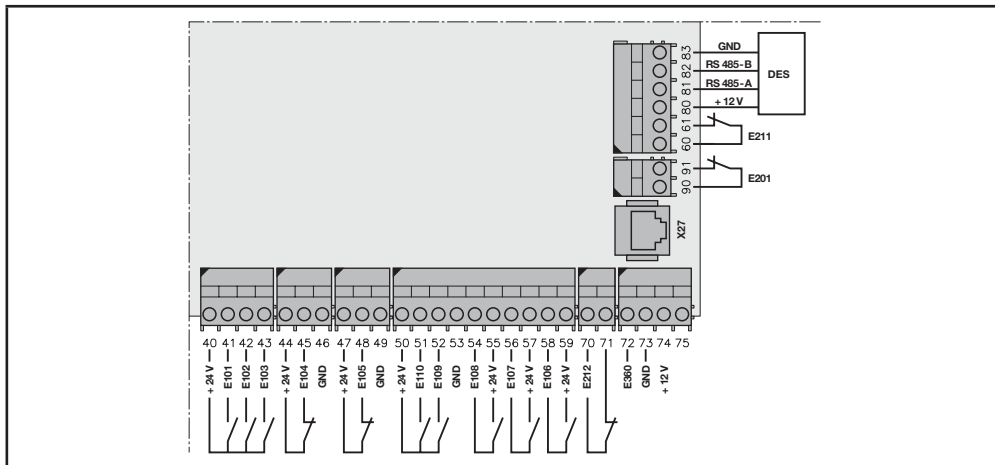 83 GND
82 RS 485-B
81 RS 485-A
80 + 12 V
DES
61
60
E211
91
90
E201
X27
40 41 42 43 44 45 46 47 48 49 50 51 52 53 54 55 56 57 58 59 70 71 72 73 74 75
+ 24 V E101 E102 E103 + 24 V E104 GND + 24 V E105 GND + 24 V E110 E109 GND E108 + 24 V E107 + 24 V E106 + 24 V E212 E360 GND + 12 V